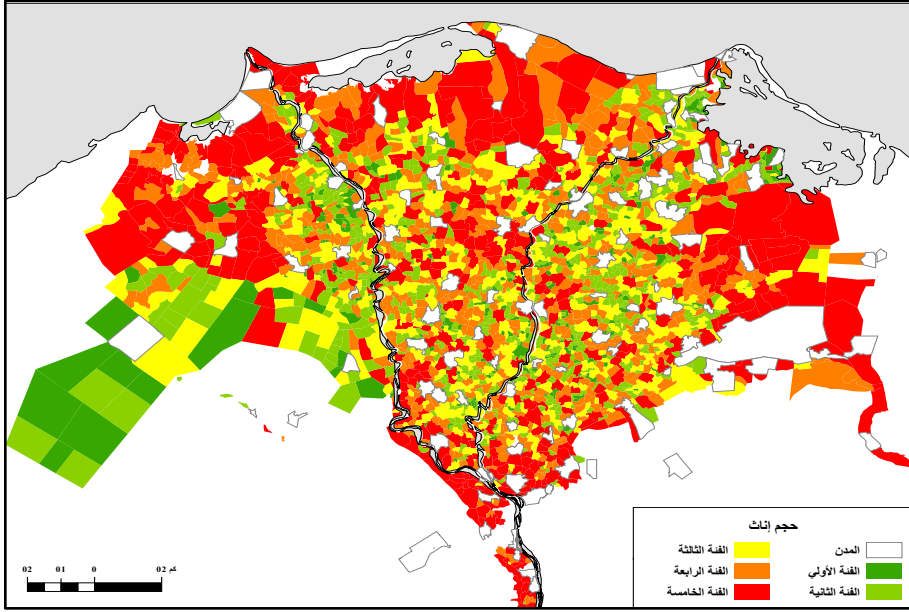 حجم إناث
المدن الفئة الثالثة
الفئة الأولي الفئة الرابعة
الفئة الثانية الفئة الخامسة
02 01 0 02 كم